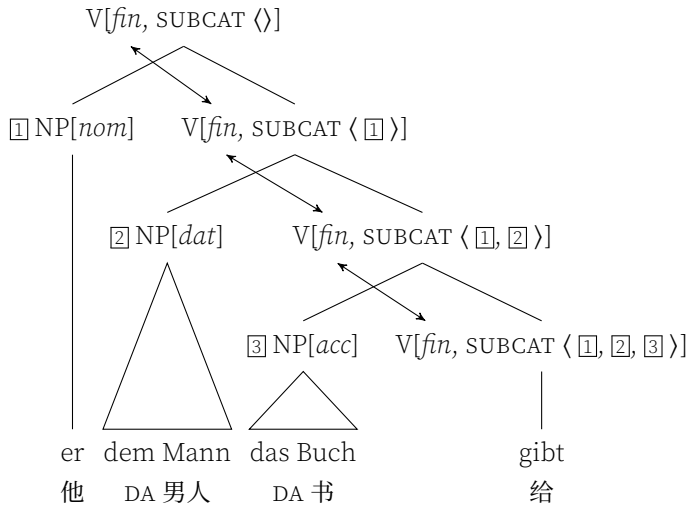 V[fin, SUBCAT ⟨⟩]
1 NP[nom] V[fin, SUBCAT ⟨ 1 ⟩]
2 NP[dat] V[fin, SUBCAT ⟨ 1, 2 ⟩]
3 NP[acc] V[fin, SUBCAT ⟨ 1, 2, 3 ⟩]
er dem Mann das Buch gibt
他 DA 男人 DA 书 给